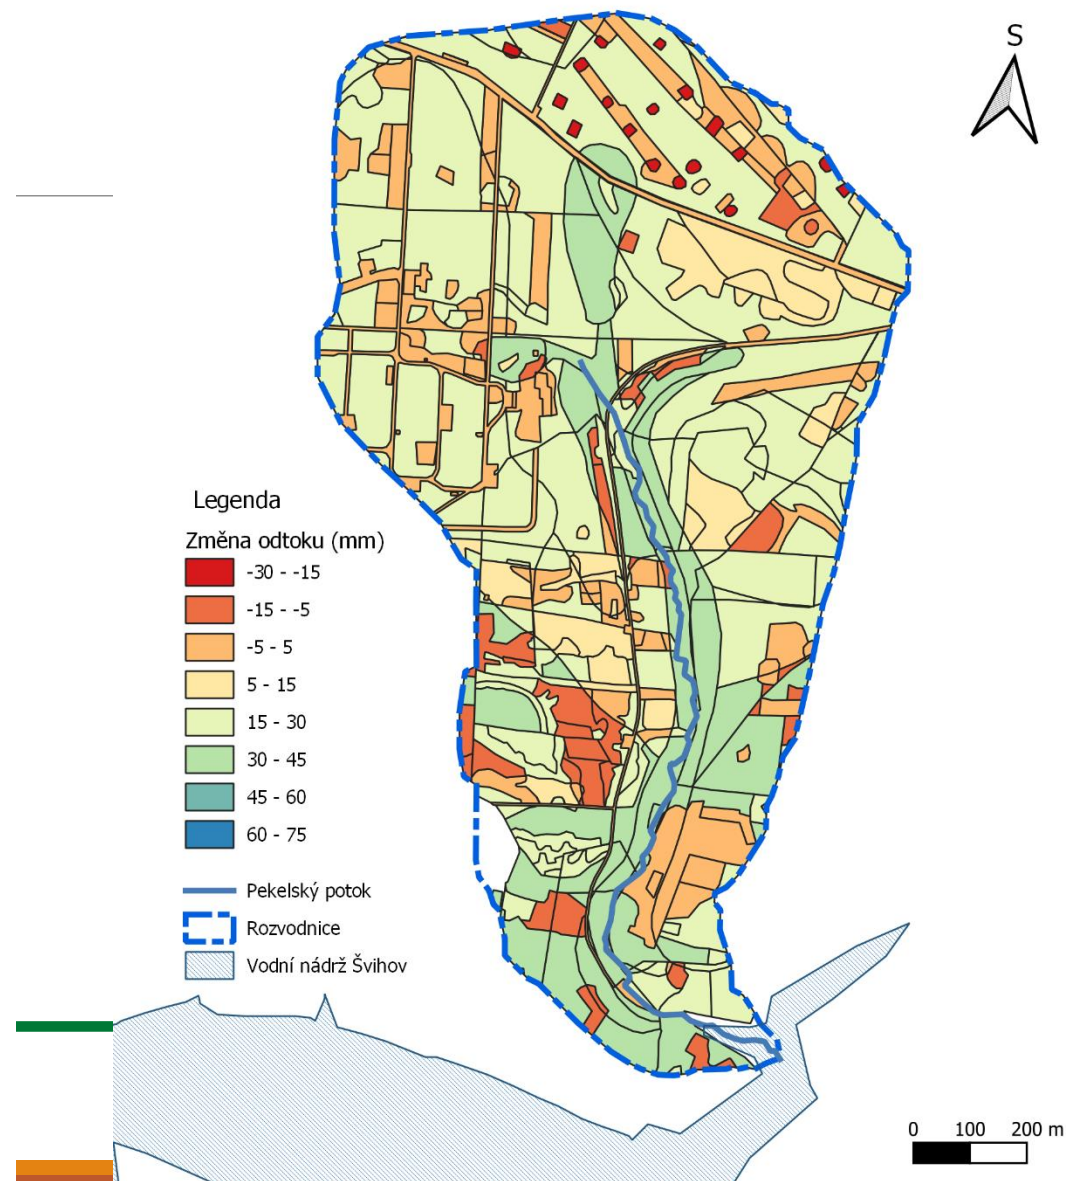 S
Legenda
Změna odtoku (mm)
-30 - -15
-15 - -5
-5 - 5
5 - 15
15 - 30
30 - 45
45 - 60
60 - 75
Pekelský potok
Rozvodnice
Vodní nádrž Švihov
0 100 200 m